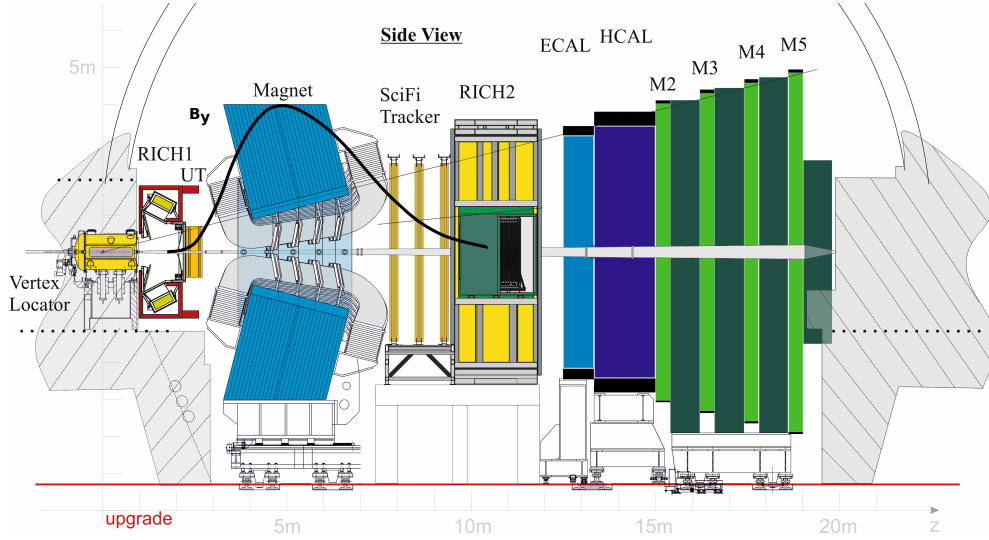 Side View
ECAL
HCAL
5m
M5
M4
M3
M2
Magnet
By
SciFi
Tracker
RICH2
RICH1
UT
Vertex
Locator
upgrade
5m
10m
15m
20m
z